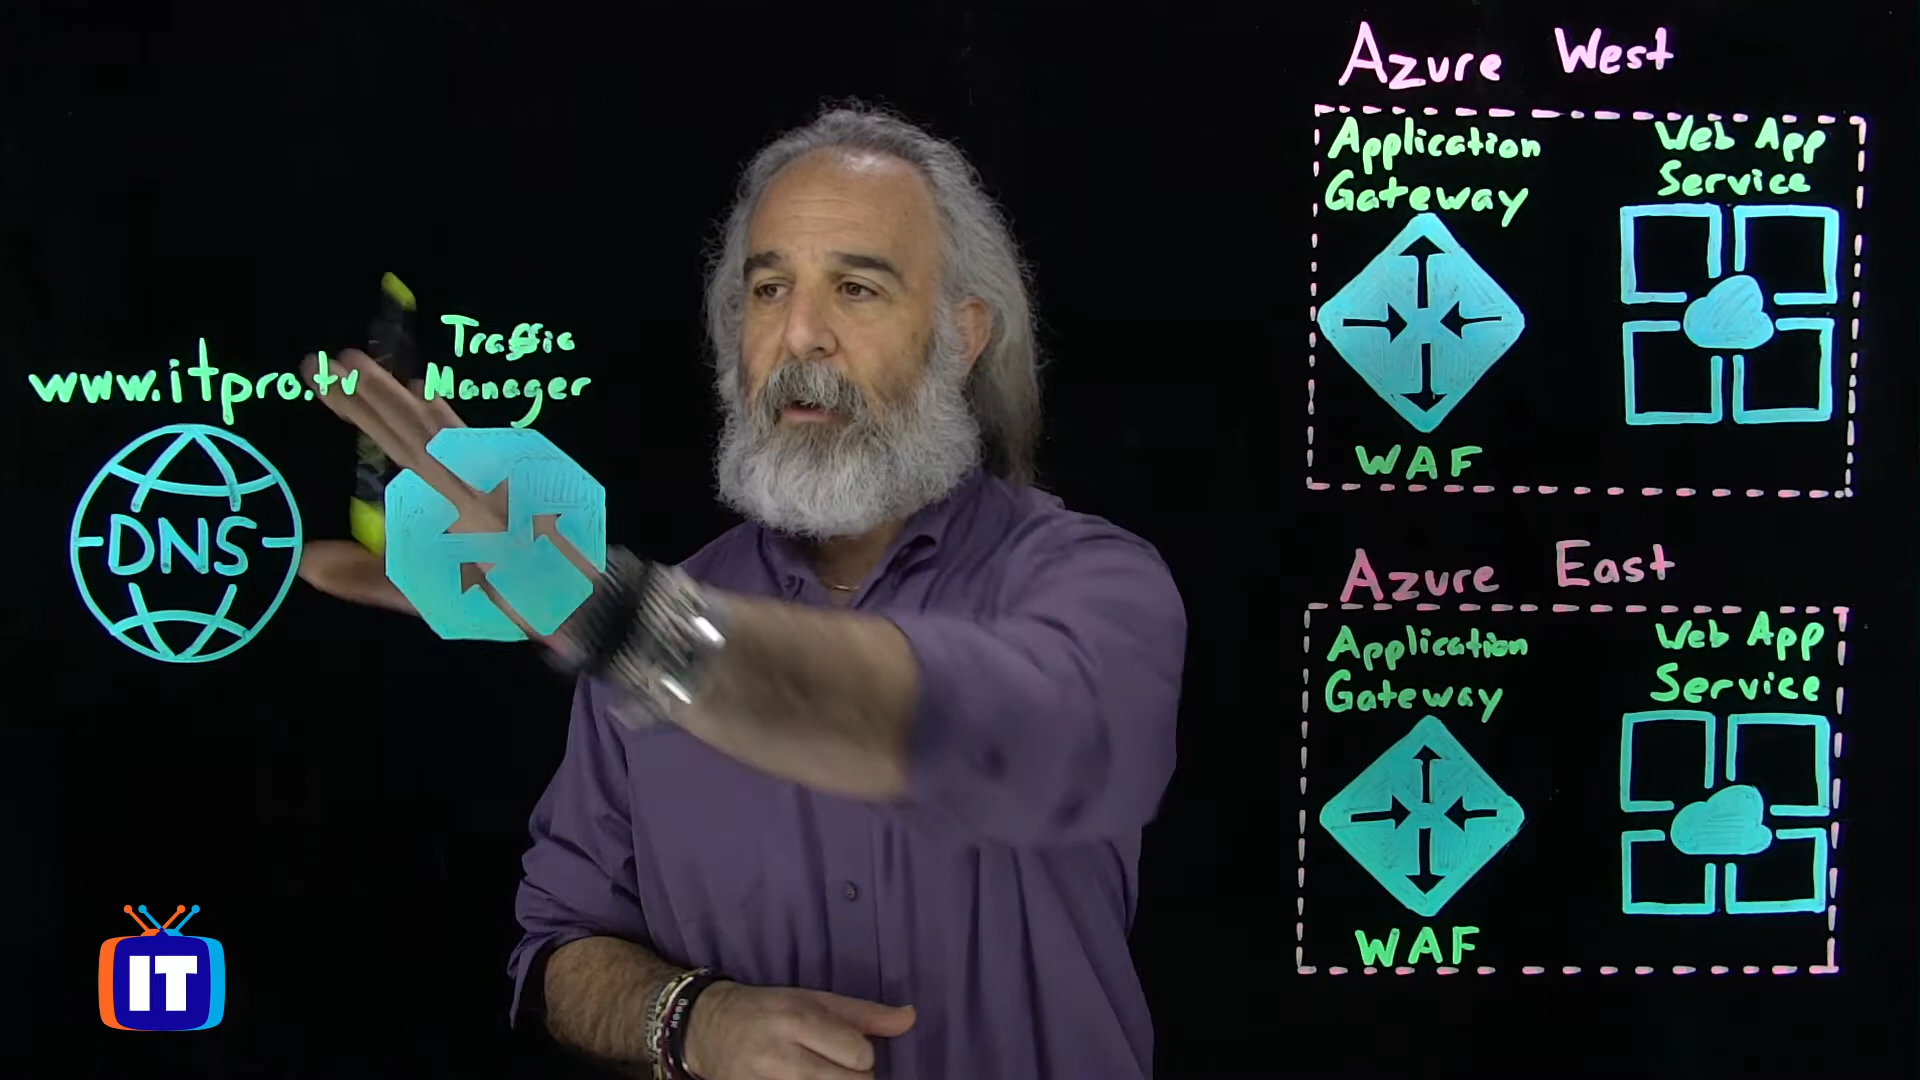 www.itpro.tv
DNS
Traffic
Manager
Azure West
Application
Gateway
WAF
Web App
Service
Azure East
Application
Gateway
WAF
Web App
Service
IT
Geek